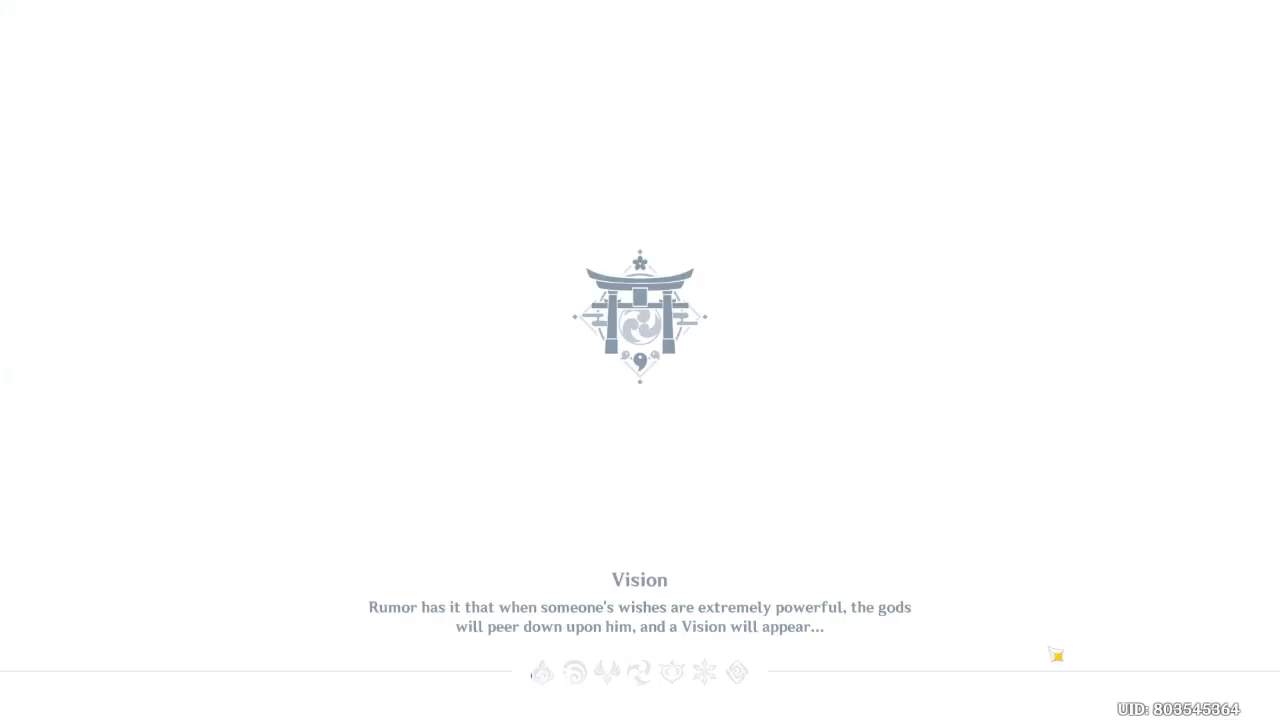 Vision
Rumor has it that when someone's wishes are extremely powerful, the gods
will peer down upon him, and a Vision will appear...
UID: 803545364